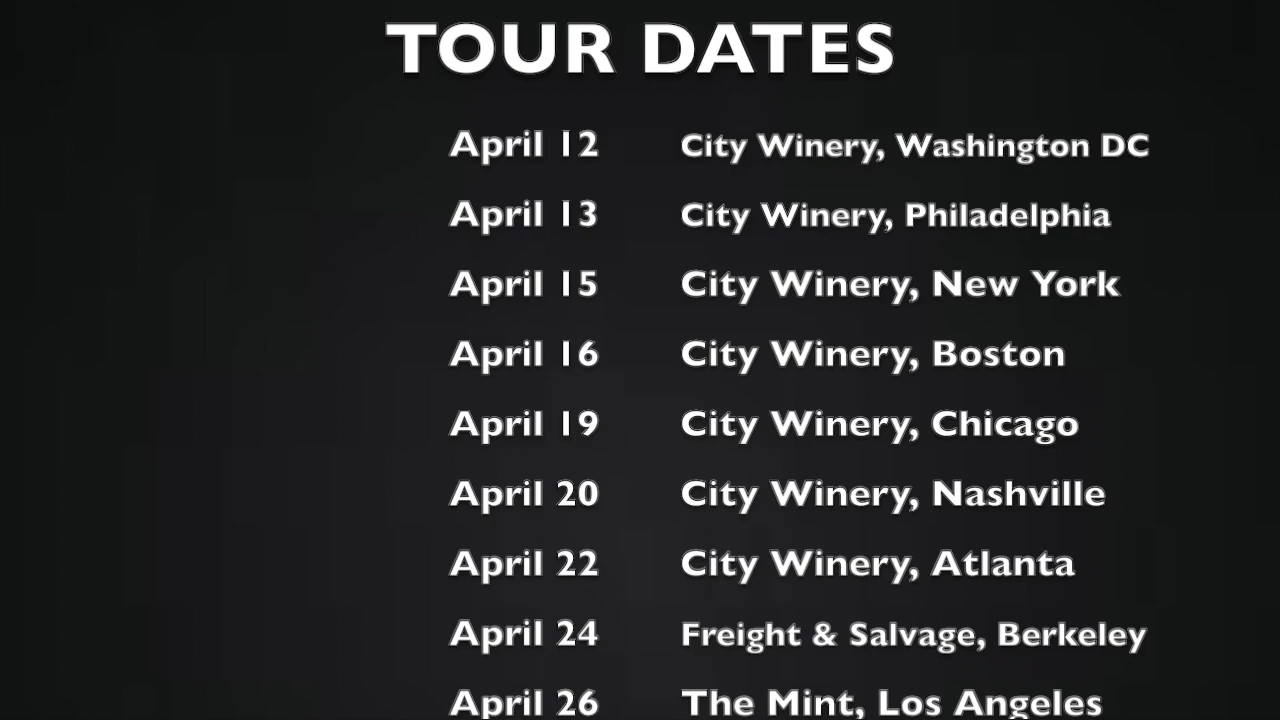 TOUR DATES
April 12 City Winery, Washington DC
April 13 City Winery, Philadelphia
April 15 City Winery, New York
April 16 City Winery, Boston
April 19 City Winery, Chicago
April 20 City Winery, Nashville
April 22 City Winery, Atlanta
April 24 Freight & Salvage, Berkeley
April 26 The Mint, Los Angeles